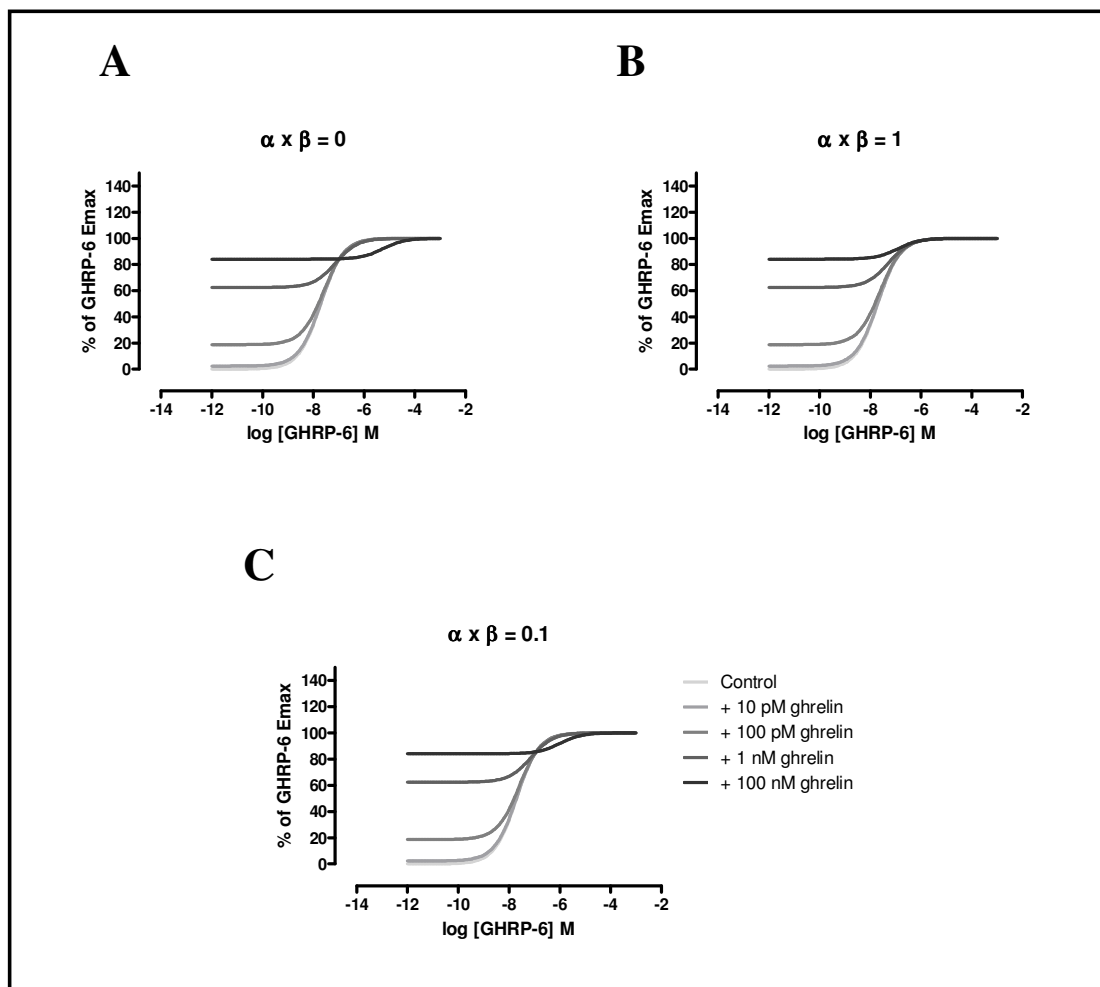 A
B
α x β = 0
α x β = 1
% of GHRP-6 Emax
140
120
100
80
60
40
20
0
-14 -12 -10 -8 -6 -4 -2
log [GHRP-6] M
% of GHRP-6 Emax
140
120
100
80
60
40
20
0
-14 -12 -10 -8 -6 -4 -2
log [GHRP-6] M
C
α x β = 0.1
% of GHRP-6 Emax
140
120
100
80
60
40
20
0
-14 -12 -10 -8 -6 -4 -2
log [GHRP-6] M
Control
+ 10 pM ghrelin
+ 100 pM ghrelin
+ 1 nM ghrelin
+ 100 nM ghrelin